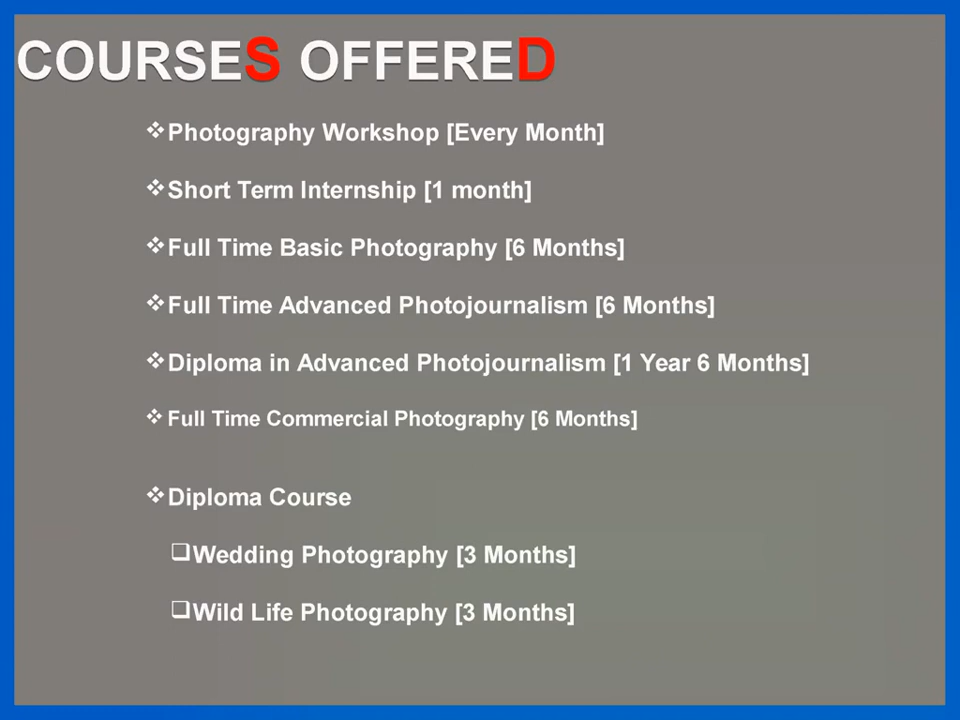 COURSES OFFERED
❖Photography Workshop [Every Month]
❖Short Term Internship [1 month]
❖Full Time Basic Photography [6 Months]
❖Full Time Advanced Photojournalism [6 Months]
❖Diploma in Advanced Photojournalism [1 Year 6 Months]
❖Full Time Commercial Photography [6 Months]
❖Diploma Course
❑Wedding Photography [3 Months]
❑Wild Life Photography [3 Months]